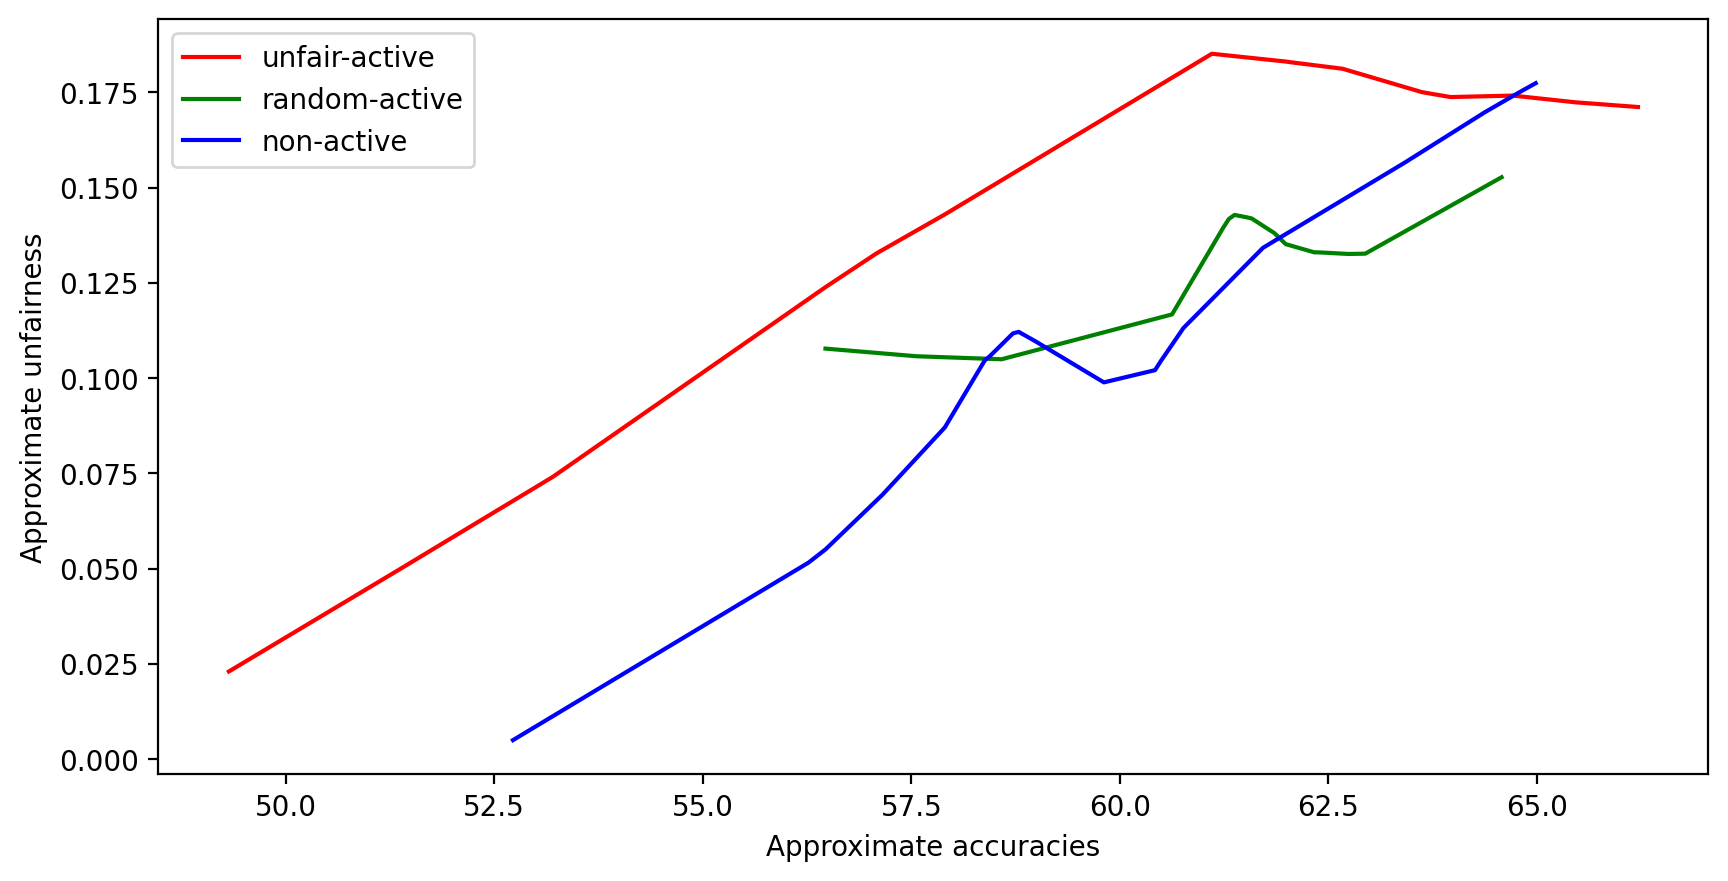 unfair-active
random-active
non-active
Approximate unfairness
0.175
0.150
0.125
0.100
0.075
0.050
0.025
0.000
50.0 52.5 55.0 57.5 60.0 62.5 65.0
Approximate accuracies